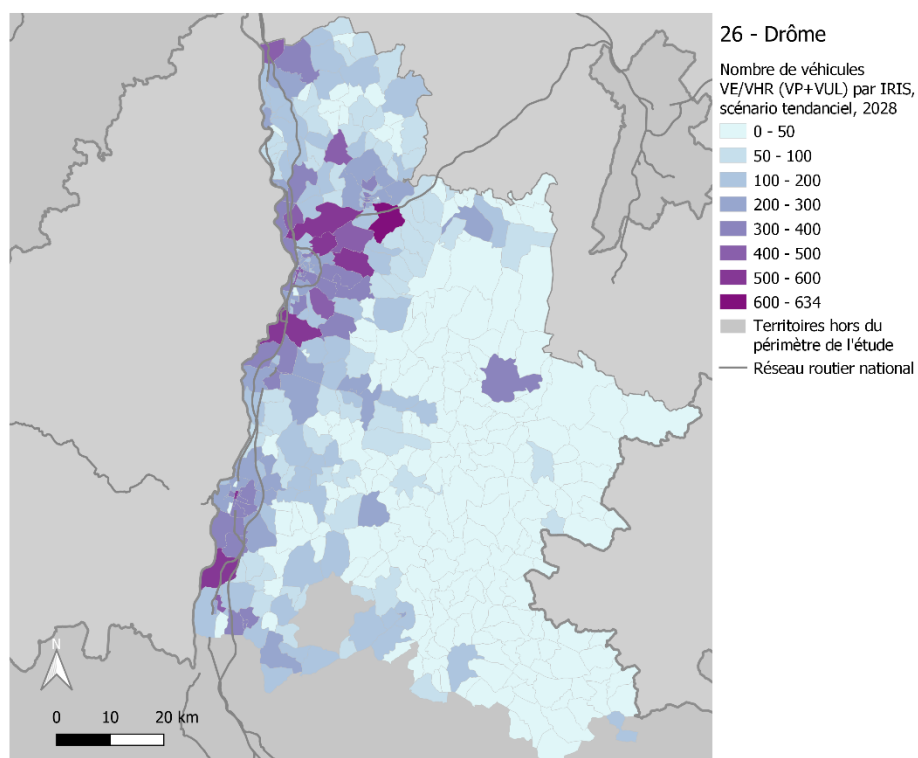 26 - Drôme
Nombre de véhicules
VE/VHR (VP+VUL) par IRIS,
scénario tendanciel, 2028
0 - 50
50 - 100
100 - 200
200 - 300
300 - 400
400 - 500
500 - 600
600 - 634
Territoires hors du
périmètre de l'étude
Réseau routier national
N
0 10 20 km